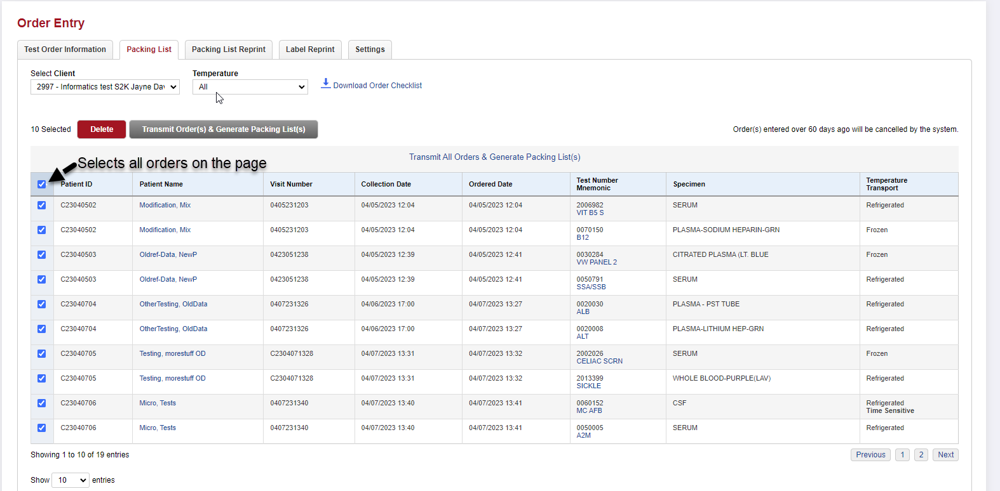 Order Entry
Test Order Information Packing List Packing List Reprint Label Reprint Settings
Select Client Temperature
2997 - Informatics test S2K Jayne Da All Download Order Checklist
10 Selected Delete Transmit Order(s) & Generate Packing List(s) Order(s) entered over 60 days ago will be cancelled by the system.
Transmit All Orders & Generate Packing List(s)
Selects all orders on the page
Patient ID Patient Name Visit Number Collection Date Ordered Date Test Number Mnemonic Specimen Temperature Transport
C23040502 Modification, Mix 0405231203 04/05/2023 12:04 04/05/2023 12:04 2006982 SERUM Refrigerated
VIT B5 S
C23040502 Modification, Mix 0405231203 04/05/2023 12:04 04/05/2023 12:04 0070150 PLASMA-SODIUM HEPARIN-GRN Frozen
B12
C23040503 Oldref-Data, NewP 0423051238 04/05/2023 12:39 04/05/2023 12:41 0030284 CITRATED PLASMA (LT. BLUE Frozen
VW PANEL 2
C23040503 Oldref-Data, NewP 0423051238 04/05/2023 12:39 04/05/2023 12:41 0050791 SERUM Refrigerated
SSA/SSB
C23040704 OtherTesting, OldData 0407231326 04/06/2023 17:00 04/07/2023 13:27 0020030 PLASMA - PST TUBE Refrigerated
ALB
C23040704 OtherTesting, OldData 0407231326 04/06/2023 17:00 04/07/2023 13:27 0020008 PLASMA-LITHIUM HEP-GRN Refrigerated
ALT
C23040705 Testing, morestuff OD C2304071328 04/07/2023 13:31 04/07/2023 13:32 2002026 SERUM Frozen
CELIAC SCRN
C23040705 Testing, morestuff OD C2304071328 04/07/2023 13:31 04/07/2023 13:32 2013399 WHOLE BLOOD-PURPLE(LAV) Refrigerated
SICKLE
C23040706 Micro, Tests 0407231340 04/07/2023 13:40 04/07/2023 13:41 0060152 CSF Refrigerated
MC AFB Time Sensitive
C23040706 Micro, Tests 0407231340 04/07/2023 13:40 04/07/2023 13:41 0050005 SERUM Refrigerated
A2M
Showing 1 to 10 of 19 entries Previous 1 2 Next
Show 10 entries